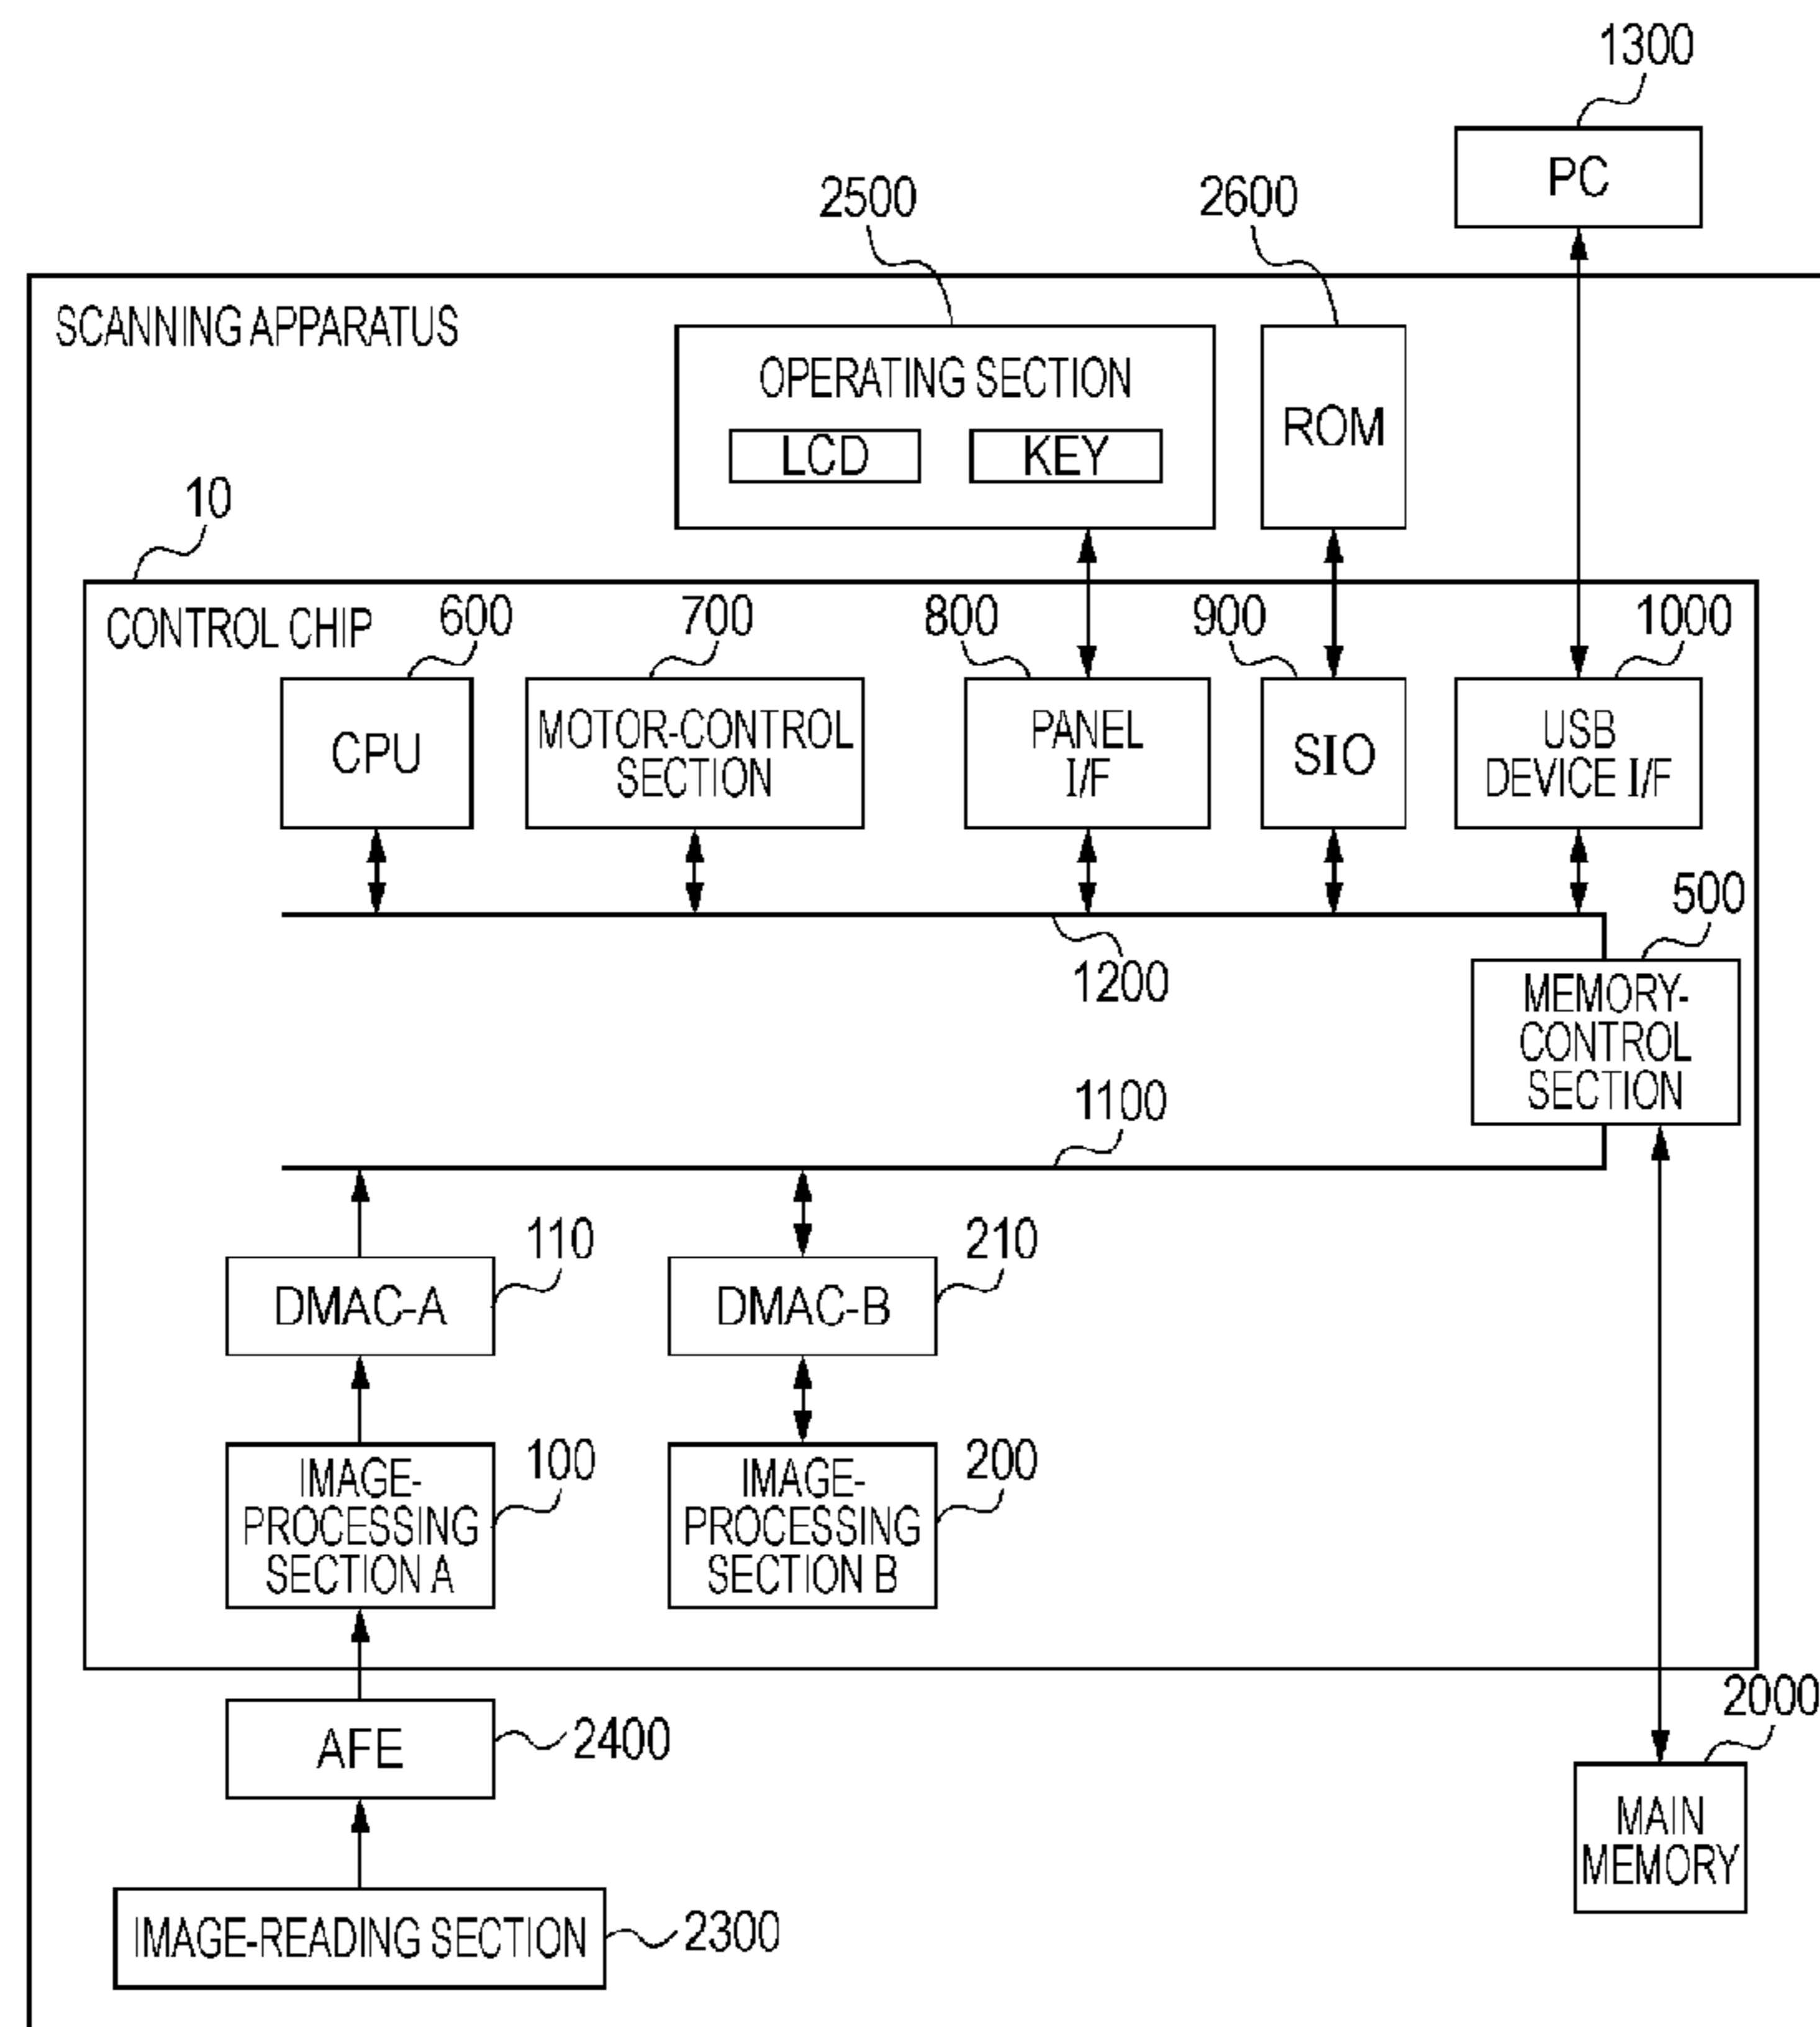 1300
PC
2500
2600
SCANNING APPARATUS
OPERATING SECTION
LCD
KEY
ROM
10
CONTROL CHIP
600
700
800
900
1000
CPU
MOTOR-CONTROL
SECTION
PANEL
I/F
SIO
USB
DEVICE I/F
500
1200
MEMORY-
CONTROL
SECTION
1100
110
210
DMAC-A
DMAC-B
100
200
IMAGE-
PROCESSING
SECTION A
IMAGE-
PROCESSING
SECTION B
2000
AFE
2400
MAIN
MEMORY
IMAGE-READING SECTION
2300